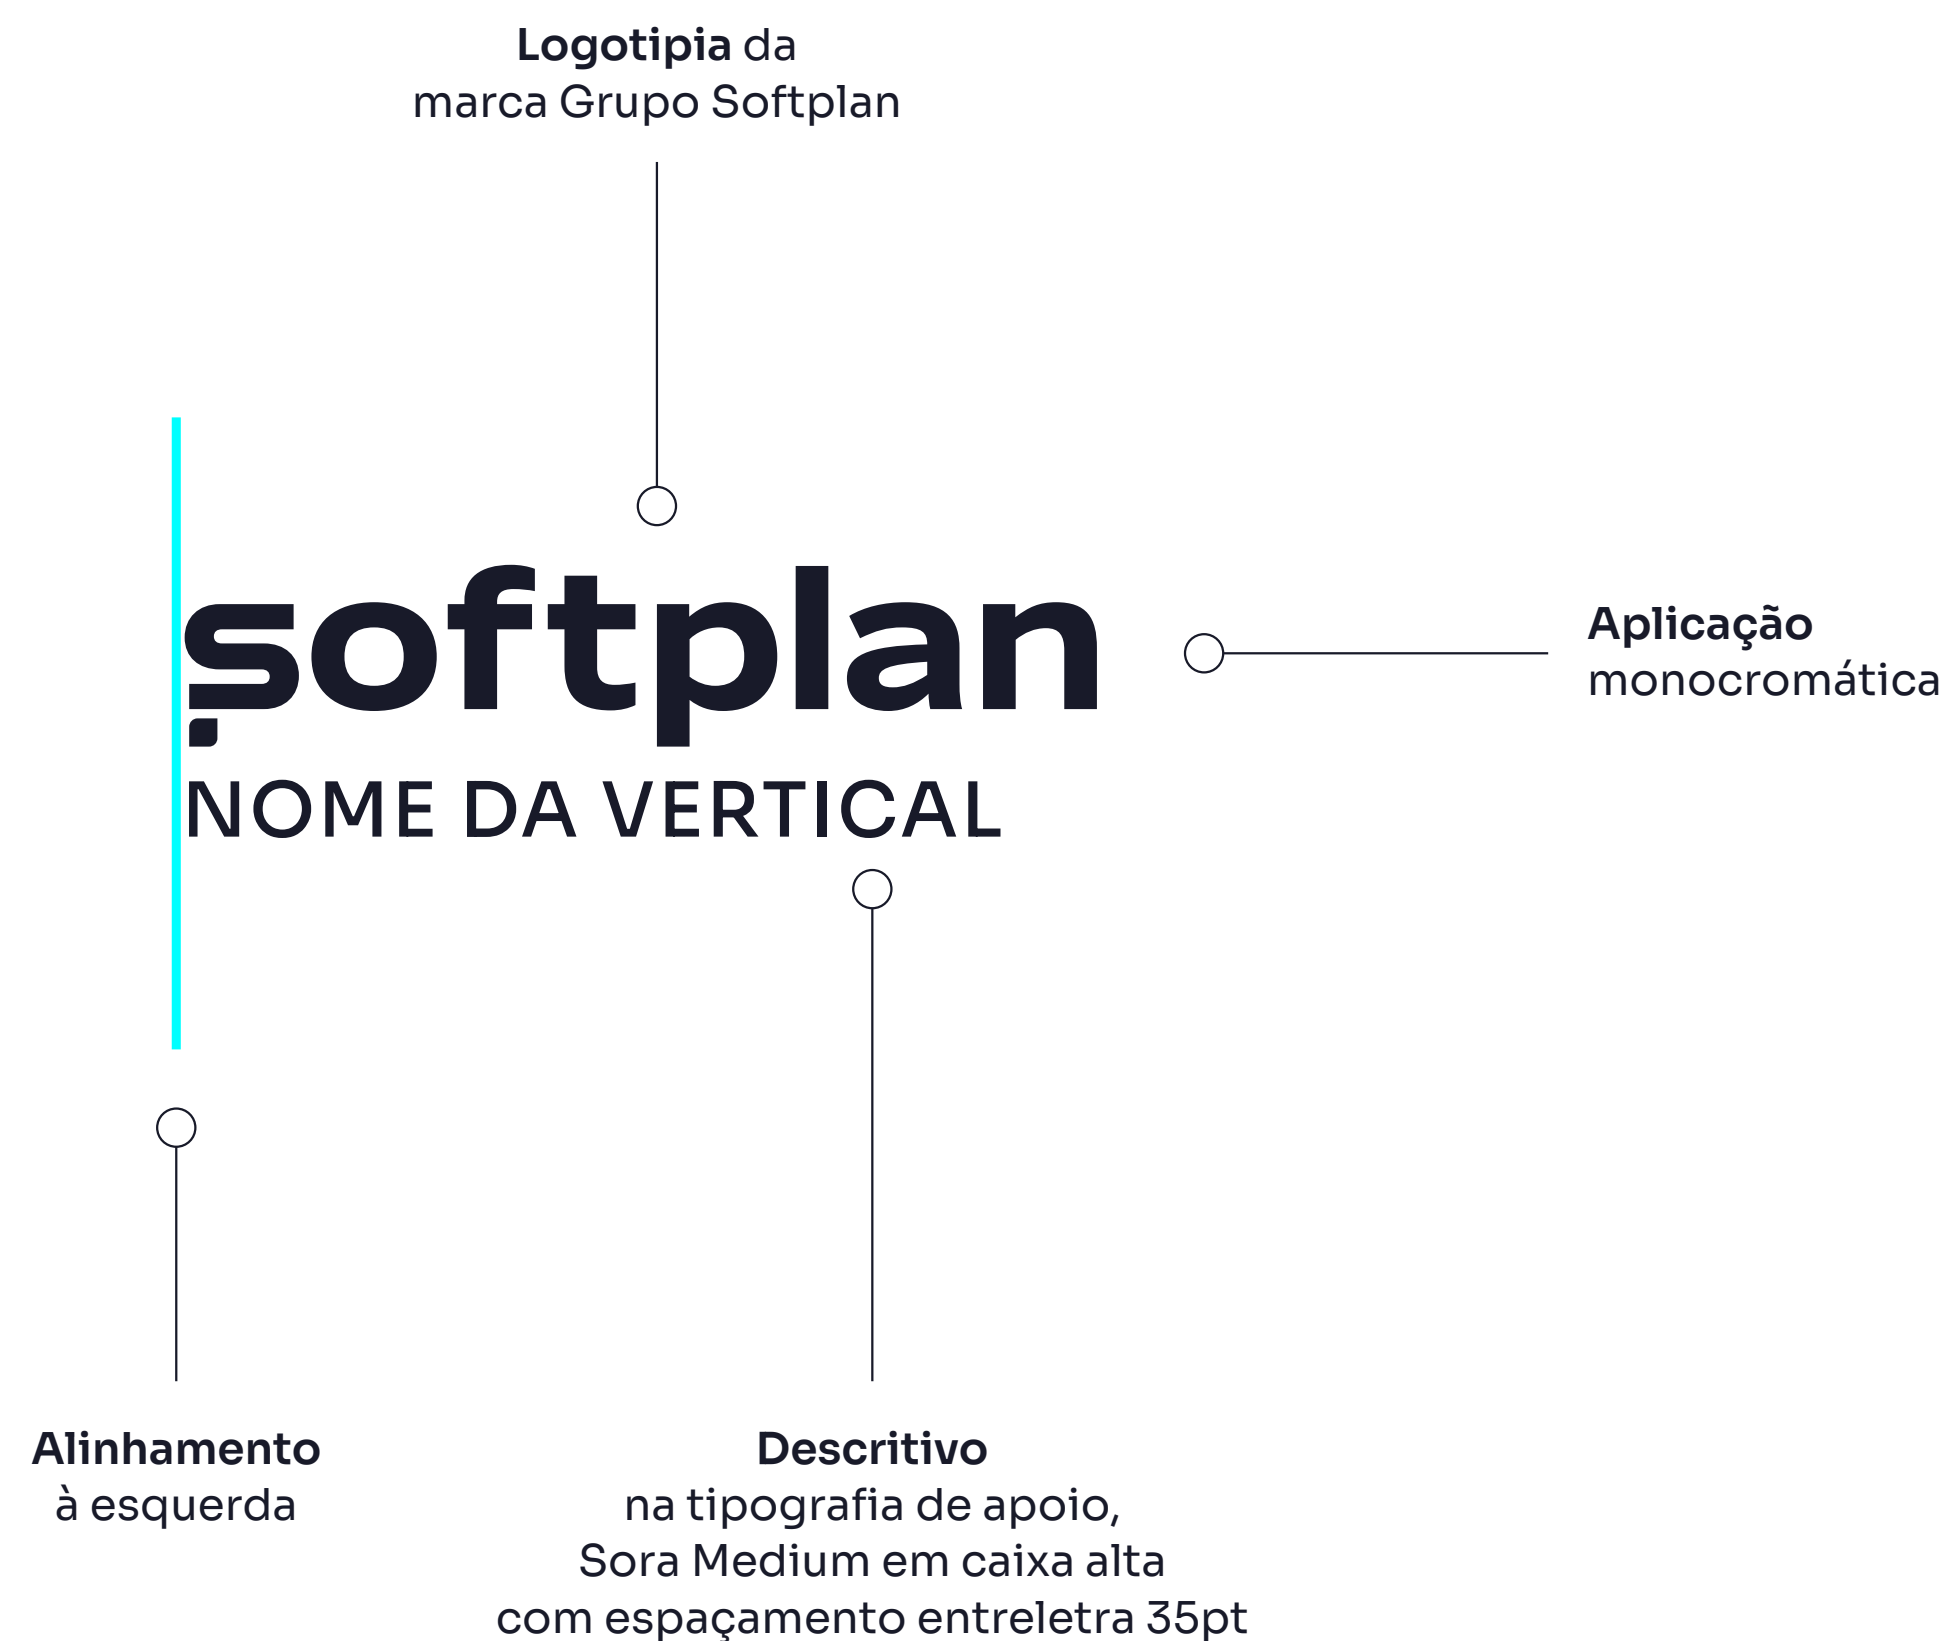 Logotipia da
marca Grupo Softplan
softplan
NOME DA VERTICAL
Aplicação
monocromática
Alinhamento
à esquerda
Descritivo
na tipografia de apoio,
Sora Medium em caixa alta
com espaçamento entreletra 35pt